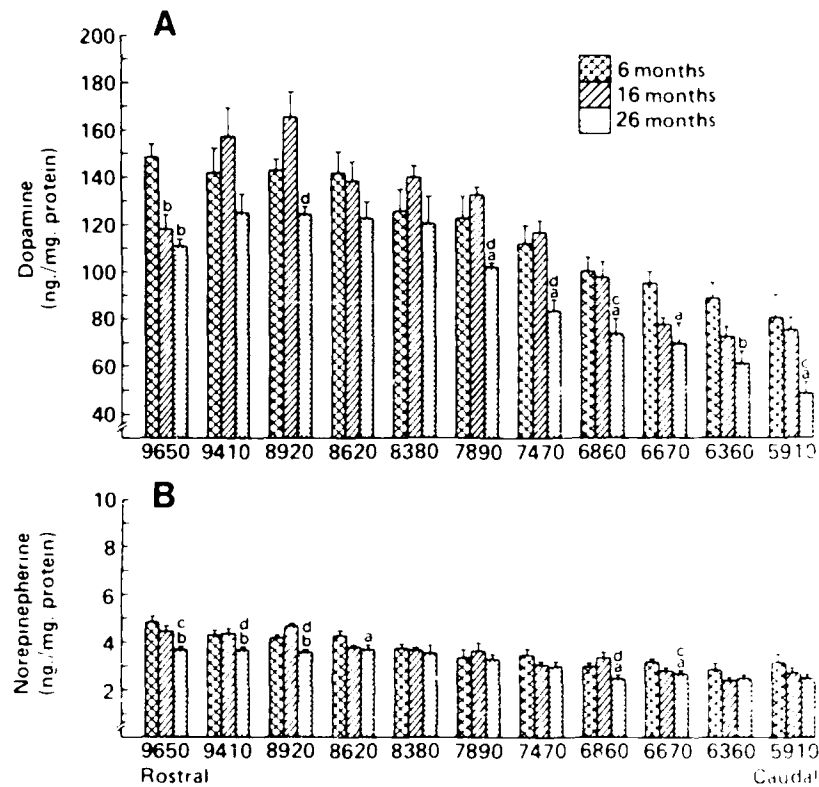 A
200
180
160
140
120
100
80
60
40
Dopamine
(ng./mg. protein)
6 months
16 months
26 months
b
b
d
d
a
d
a
c
a
a
b
c
a
9650 9410 8920 8620 8380 7890 7470 6860 6670 6360 5910
B
10
8
6
4
2
Norepinepherine
(ng./mg. protein)
c
b
d
b
d
b
a
d
a
c
a
9650 9410 8920 8620 8380 7890 7470 6860 6670 6360 5910
Rostral Caudal